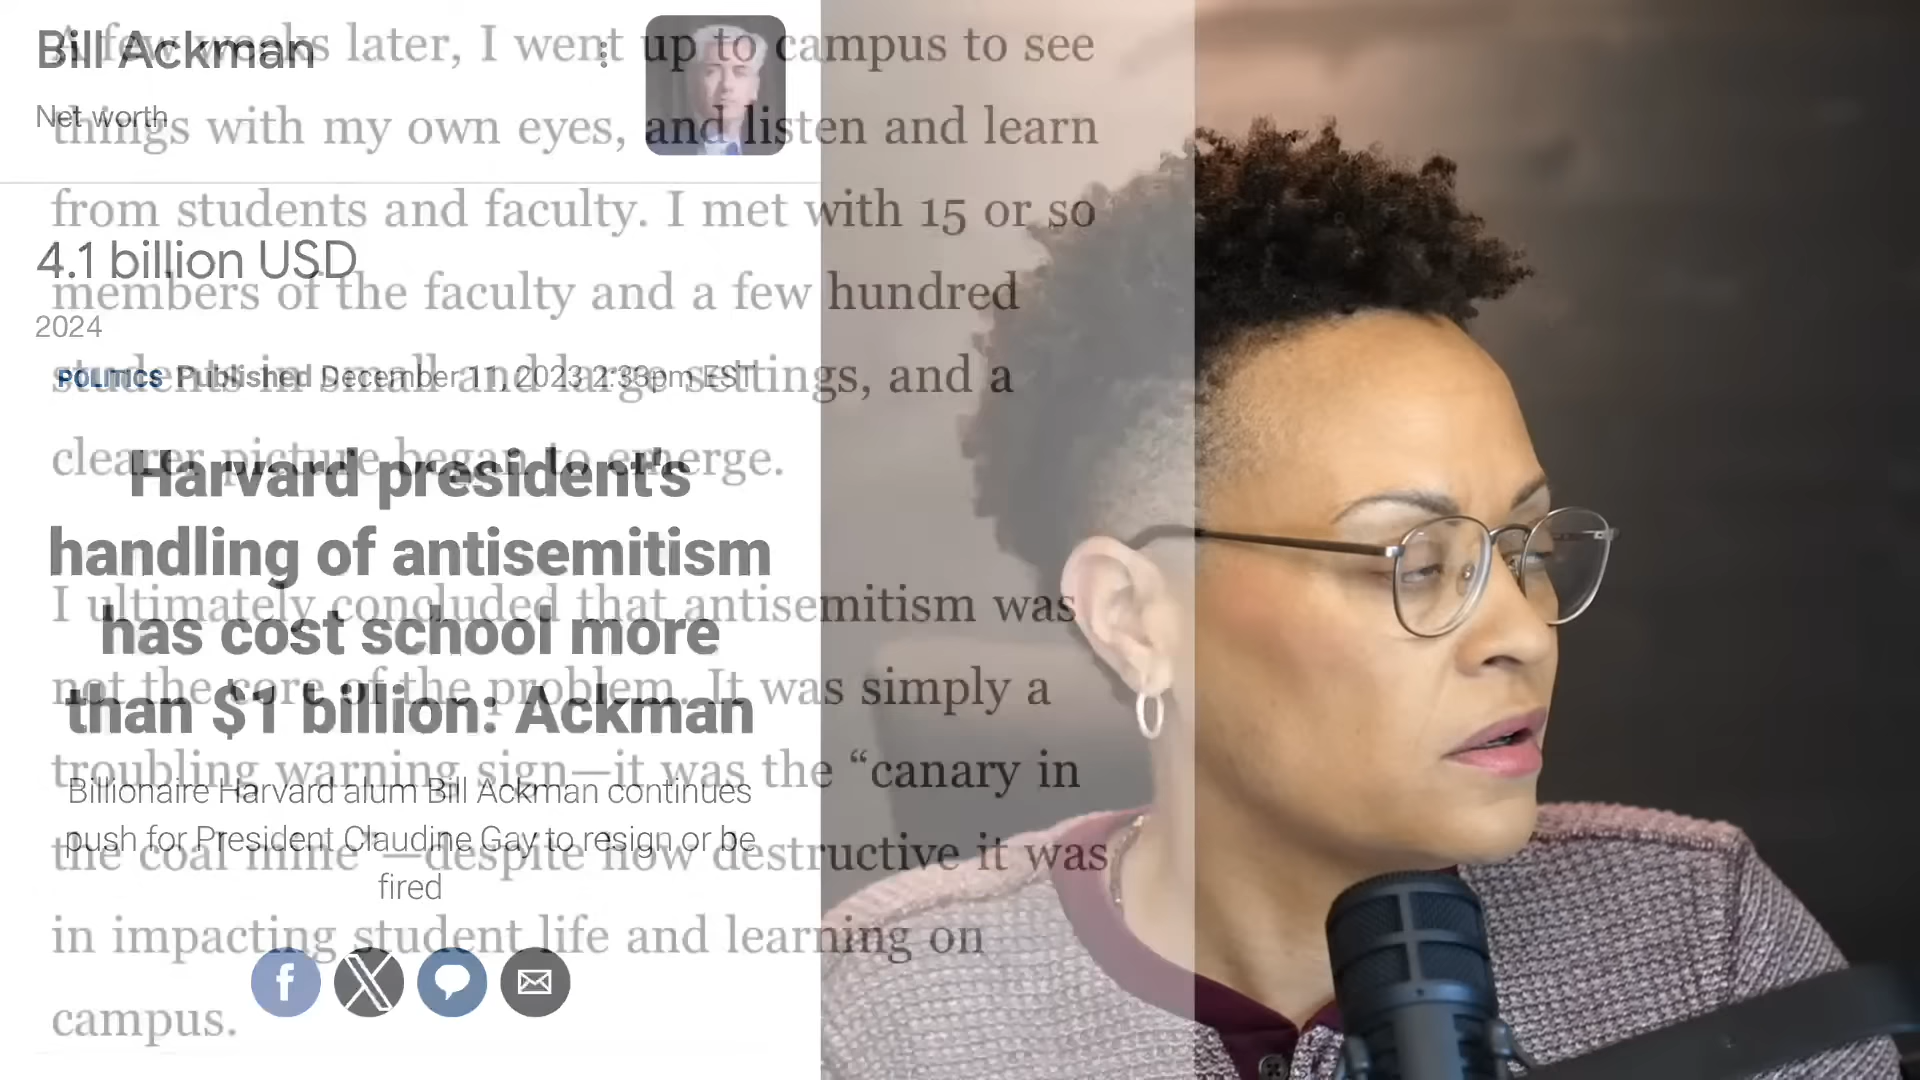 Bill Ackman
Net worth
4.1 billion USD
2024
POLITICS Published December 11, 2023 2:33pm EST
Harvard president's
handling of antisemitism
has cost school more
than $1 billion: Ackman
Billionaire Harvard alum Bill Ackman continues
push for President Claudine Gay to resign or be
fired
A few weeks later, I went up to campus to see
things with my own eyes, and listen and learn
from students and faculty. I met with 15 or so
members of the faculty and a few hundred
students in small and large settings, and a
clearer picture began to emerge.
I ultimately concluded that antisemitism was
not the core of the problem. It was simply a
troubling warning sign—it was the “canary in
the coal mine”—despite how destructive it was
in impacting student life and learning on
campus.